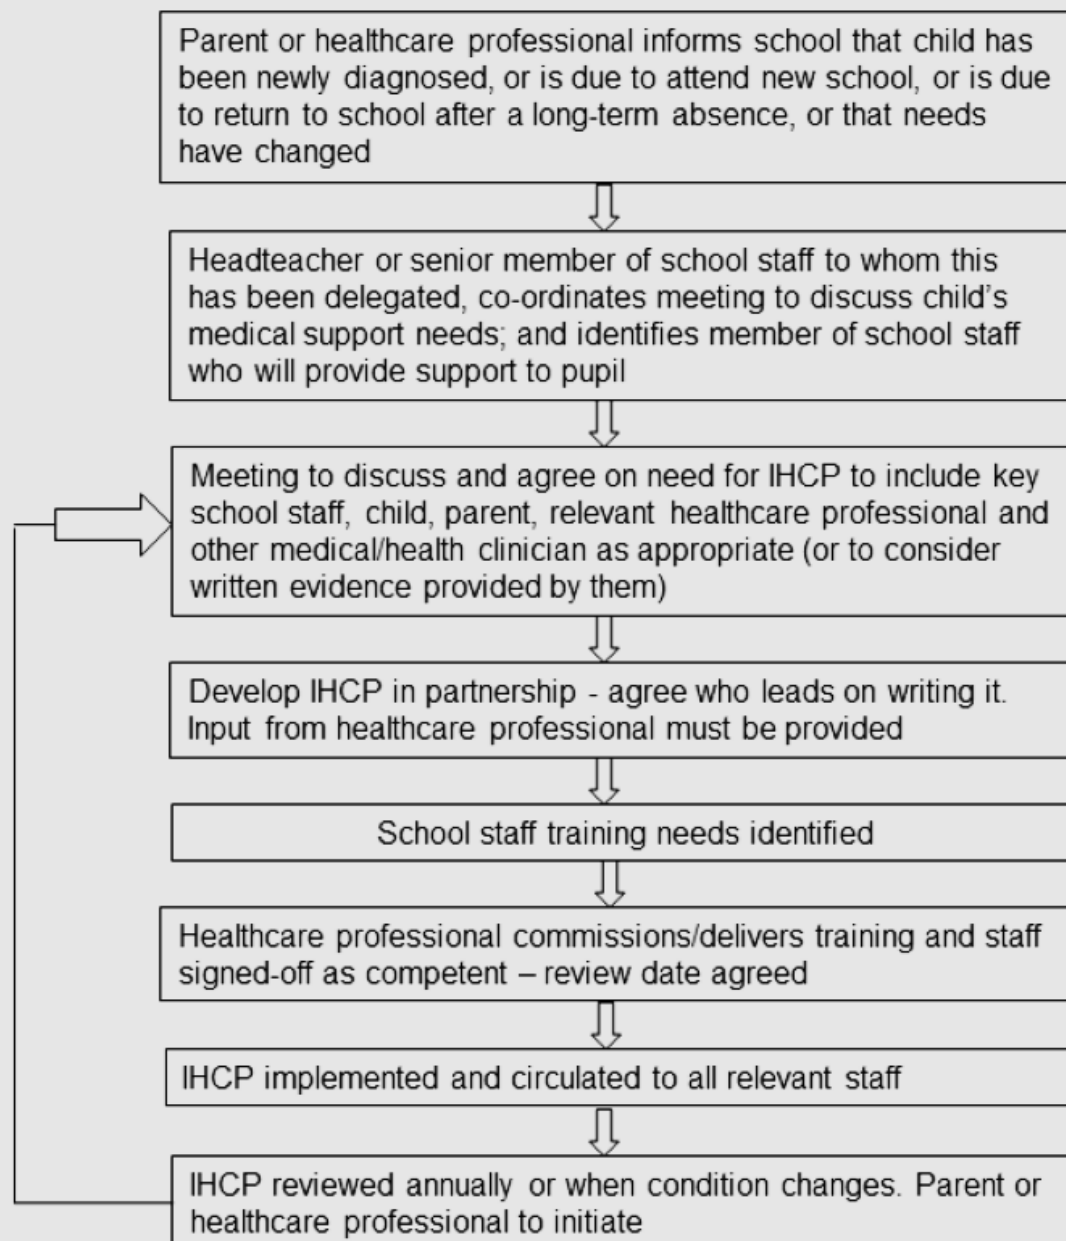 Parent or healthcare professional informs school that child has
been newly diagnosed, or is due to attend new school, or is due
to return to school after a long-term absence, or that needs
have changed
Headteacher or senior member of school staff to whom this
has been delegated, co-ordinates meeting to discuss child's
medical support needs; and identifies member of school staff
who will provide support to pupil
Meeting to discuss and agree on need for IHCP to include key
school staff, child, parent, relevant healthcare professional and
other medical/health clinician as appropriate (or to consider
written evidence provided by them)
Develop IHCP in partnership - agree who leads on writing it.
Input from healthcare professional must be provided
School staff training needs identified
Healthcare professional commissions/delivers training and staff
signed-off as competent – review date agreed
IHCP implemented and circulated to all relevant staff
IHCP reviewed annually or when condition changes. Parent or
healthcare professional to initiate